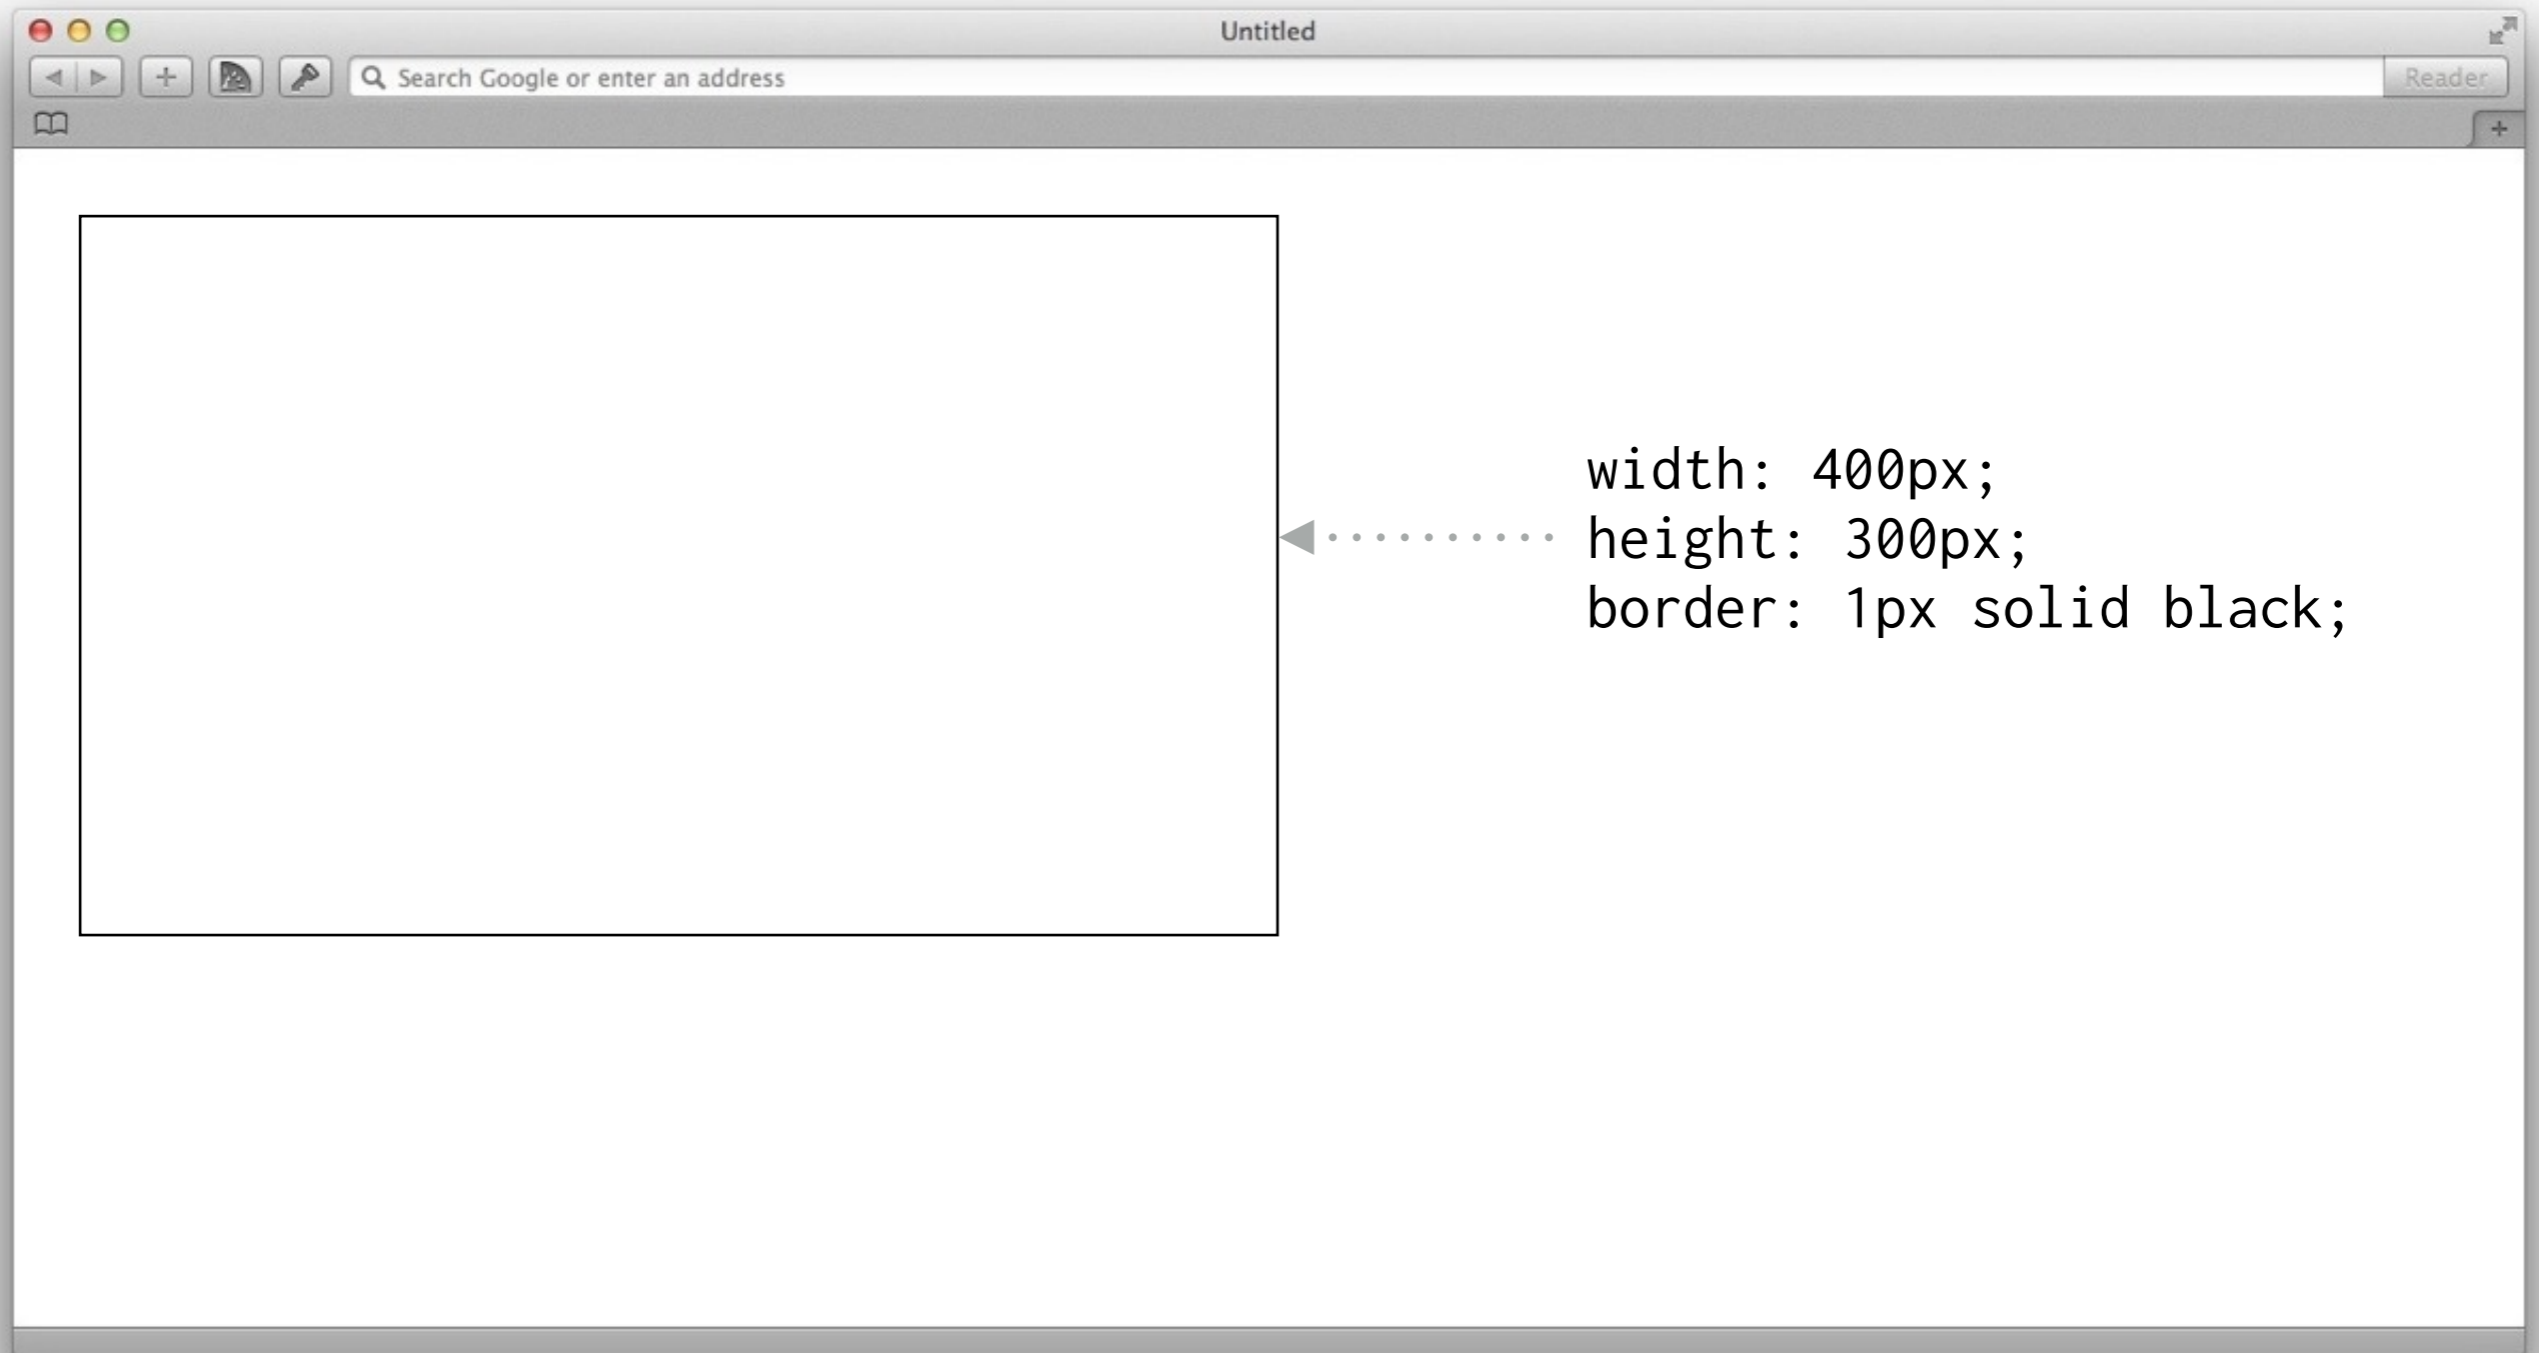 Untitled
Search Google or enter an address
Reader
width: 400px;
height: 300px;
border: 1px solid black;